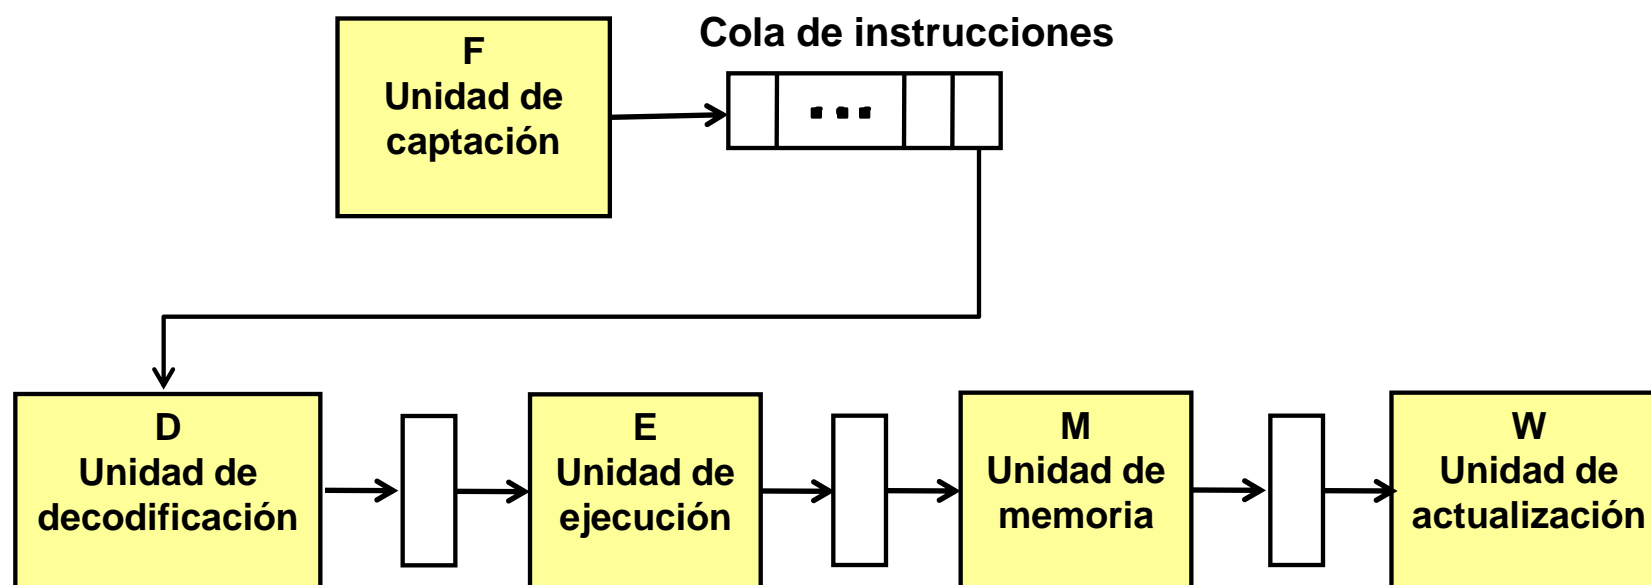 Cola de instrucciones
F
Unidad de
captación
D
Unidad de
decodificación
E
Unidad de
ejecución
M
Unidad de
memoria
W
Unidad de
actualización